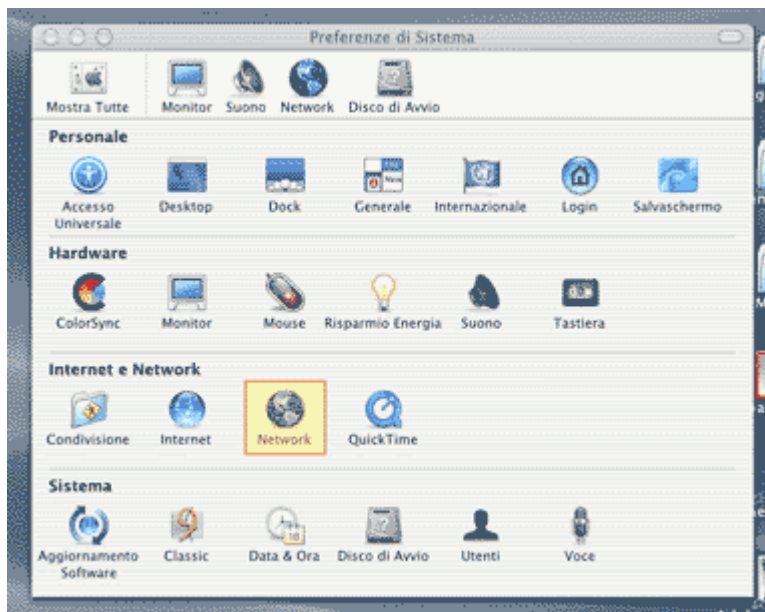 Preferenze di Sistema
Mostra Tutte Monitor Suono Network Disco di Avvio
Personale
Accesso Universale Desktop Dock Generale Internazionale Login Salvaschermo
Hardware
ColorSync Monitor Mouse Risparmio Energia Suono Tastiera
Internet e Network
Condivisione Internet Network QuickTime
Sistema
Aggiornamento Software Classic Data & Ora Disco di Avvio Utenti Voce